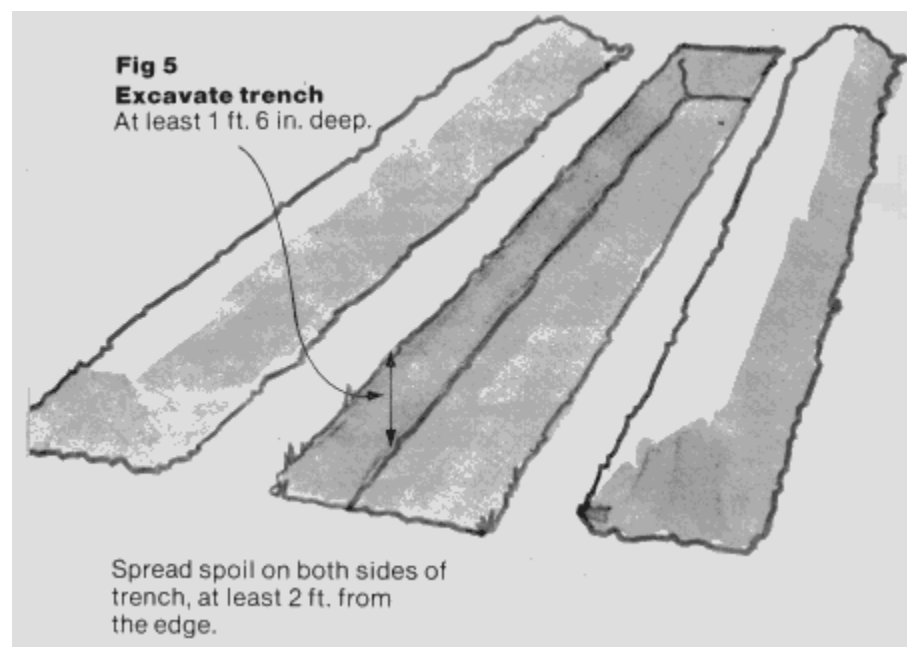 Fig 5
Excavate trench
At least 1 ft. 6 in. deep.
Spread spoil on both sides of
trench, at least 2 ft. from
the edge.